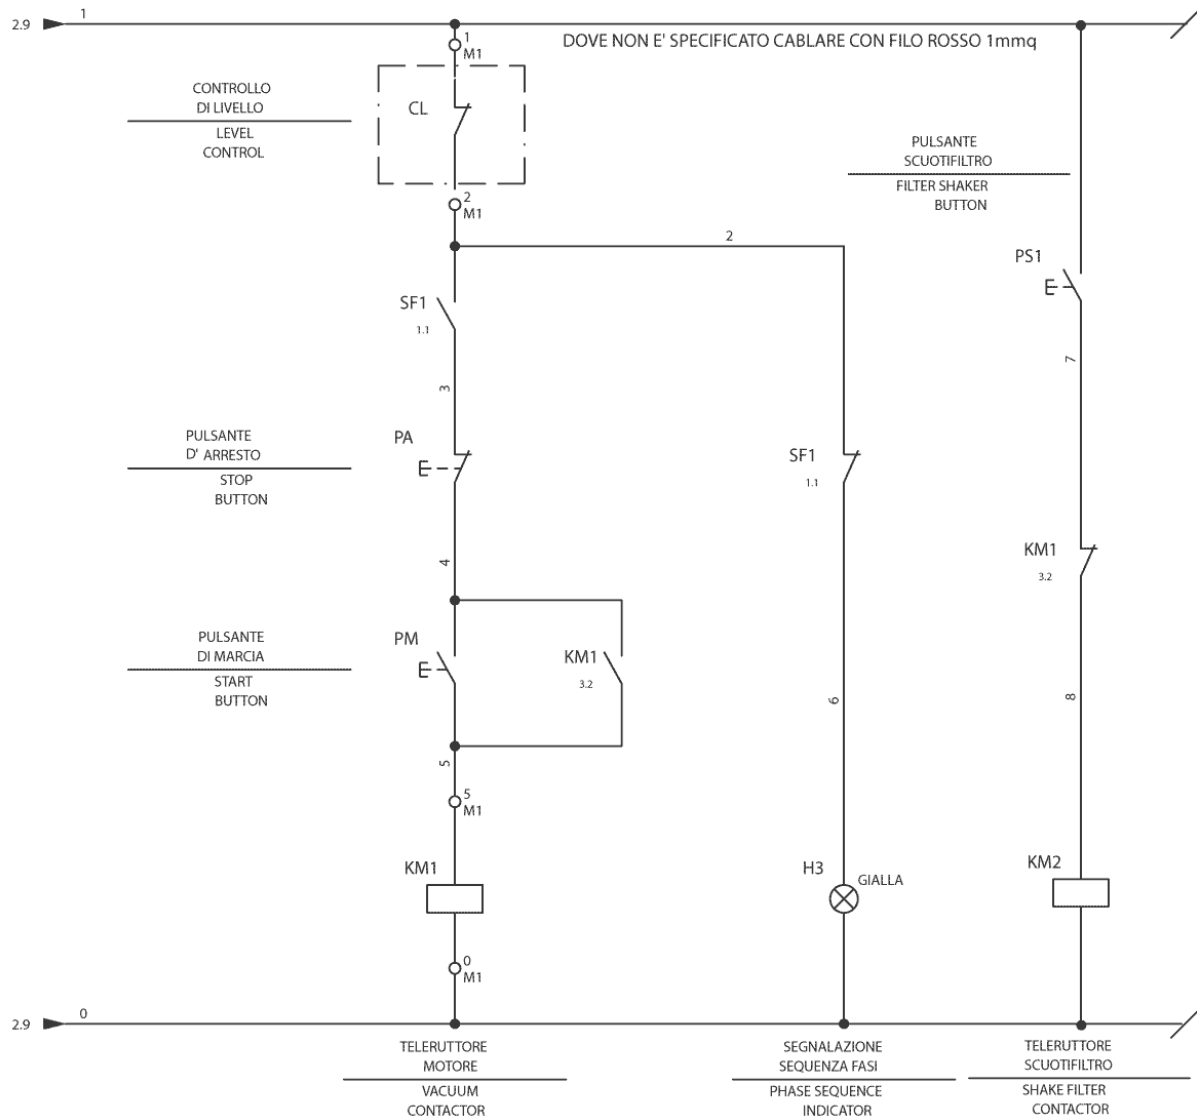 2.9
1
1
M1
DOVE NON E' SPECIFICATO CABLARE CON FILO ROSSO 1mmq
CONTROLLO
DI LIVELLO
LEVEL
CONTROL
CL
2
M1
PULSANTE
SCUOTIFILTRO
FILTER SHAKER
BUTTON
2
PS1
SF1
1.1
7
3
PULSANTE
D' ARRESTO
STOP
BUTTON
PA
SF1
1.1
4
KM1
3.2
PULSANTE
DI MARCIA
START
BUTTON
PM
KM1
3.2
6
8
5
5
M1
KM1
H3
GIALLA
KM2
0
M1
2.9
0
TELERUTTORE
MOTORE
VACUUM
CONTACTOR
SEGNALAZIONE
SEQUENZA FASI
PHASE SEQUENCE
INDICATOR
TELERUTTORE
SCUOTIFILTRO
SHAKE FILTER
CONTACTOR